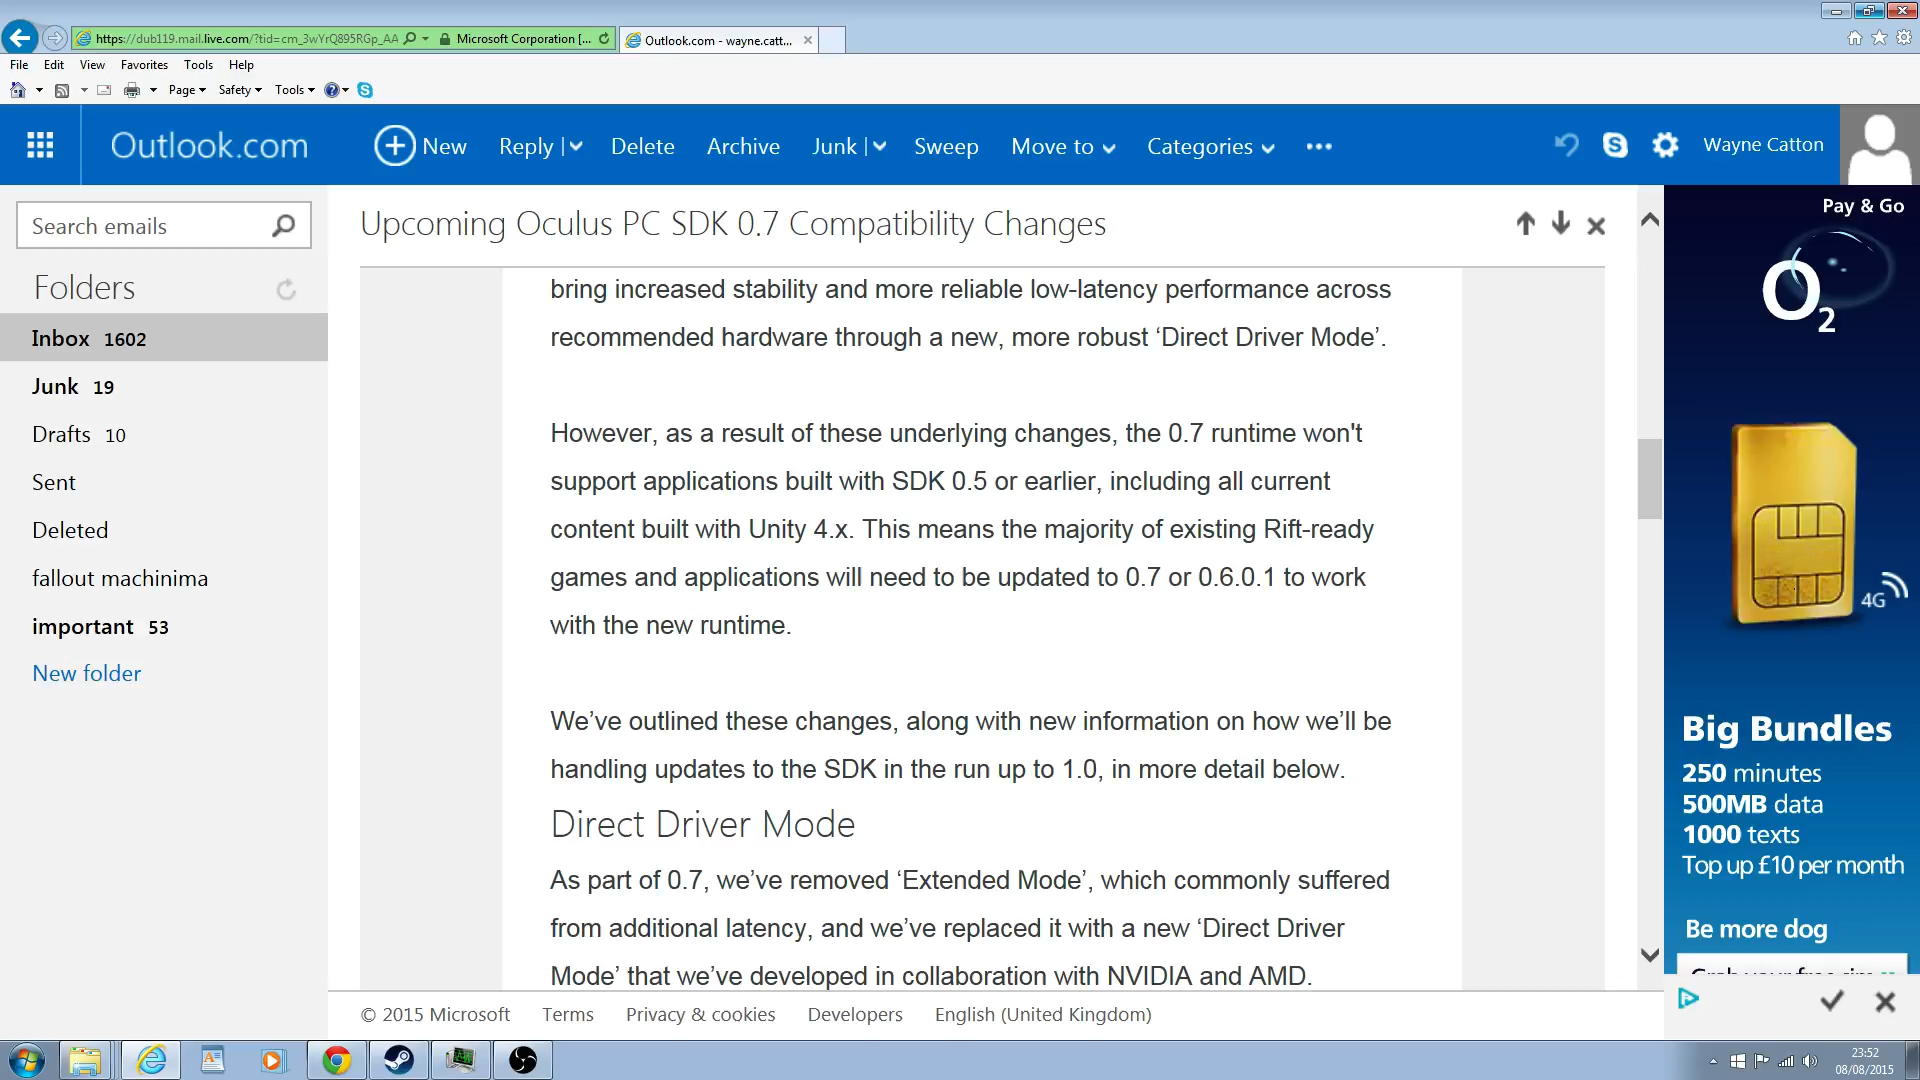 https://dub119.mail.live.com/?tid=cm_3wYrQ895RGp_AA
Microsoft Corporation [...
Outlook.com - wayne.catt...
File Edit View Favorites Tools Help
Page Safety Tools
Outlook.com
New Reply Delete Archive Junk Sweep Move to Categories
Wayne Catton
Search emails
Folders
Inbox 1602
Junk 19
Drafts 10
Sent
Deleted
fallout machinima
important 53
New folder
Upcoming Oculus PC SDK 0.7 Compatibility Changes
bring increased stability and more reliable low-latency performance across
recommended hardware through a new, more robust ‘Direct Driver Mode’.
However, as a result of these underlying changes, the 0.7 runtime won't
support applications built with SDK 0.5 or earlier, including all current
content built with Unity 4.x. This means the majority of existing Rift-ready
games and applications will need to be updated to 0.7 or 0.6.0.1 to work
with the new runtime.
We’ve outlined these changes, along with new information on how we’ll be
handling updates to the SDK in the run up to 1.0, in more detail below.
Direct Driver Mode
As part of 0.7, we’ve removed ‘Extended Mode’, which commonly suffered
from additional latency, and we’ve replaced it with a new ‘Direct Driver
Mode’ that we’ve developed in collaboration with NVIDIA and AMD.
Pay & Go
O2
4G
Big Bundles
250 minutes
500MB data
1000 texts
Top up £10 per month
Be more dog
Grab your free sim
© 2015 Microsoft Terms Privacy & cookies Developers English (United Kingdom)
23:52
08/08/2015